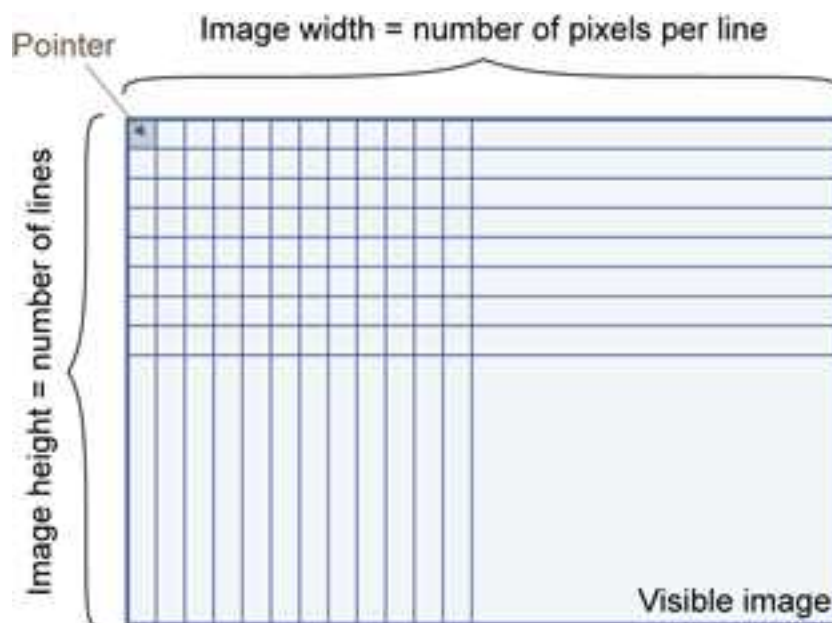 Image width = number of pixels per line
Pointer
Image height = number of lines
Visible image